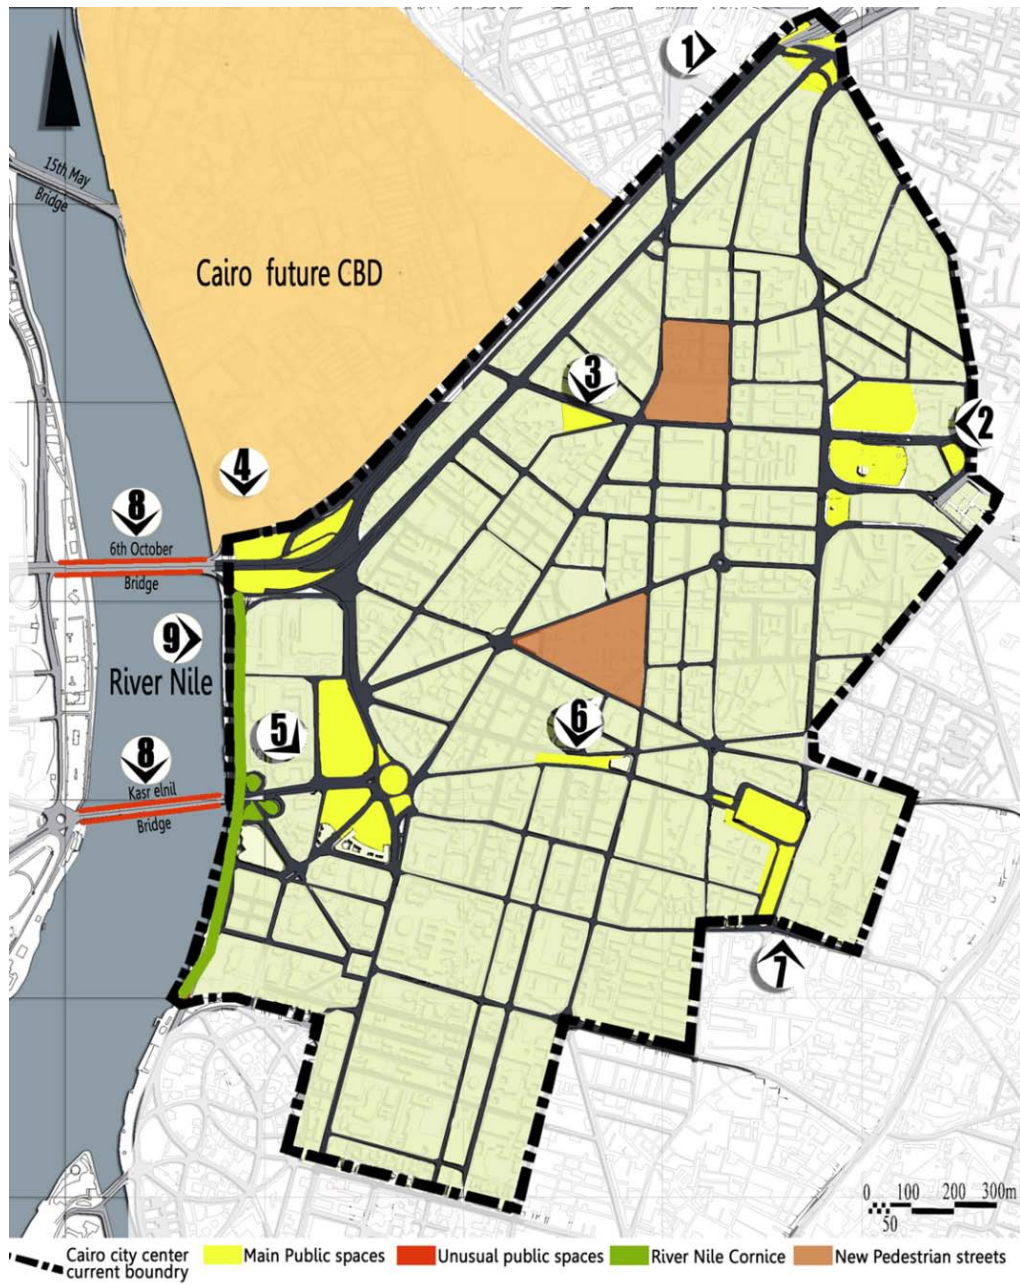 1
15th May
Bridge
Cairo future CBD
3
2
4
8
6th October
Bridge
9
River Nile
5
6
8
Kasr elnil
Bridge
7
0 100 200 300m
50
Cairo city center
current boundry
Main Public spaces
Unusual public spaces
River Nile Cornice
New Pedestrian streets